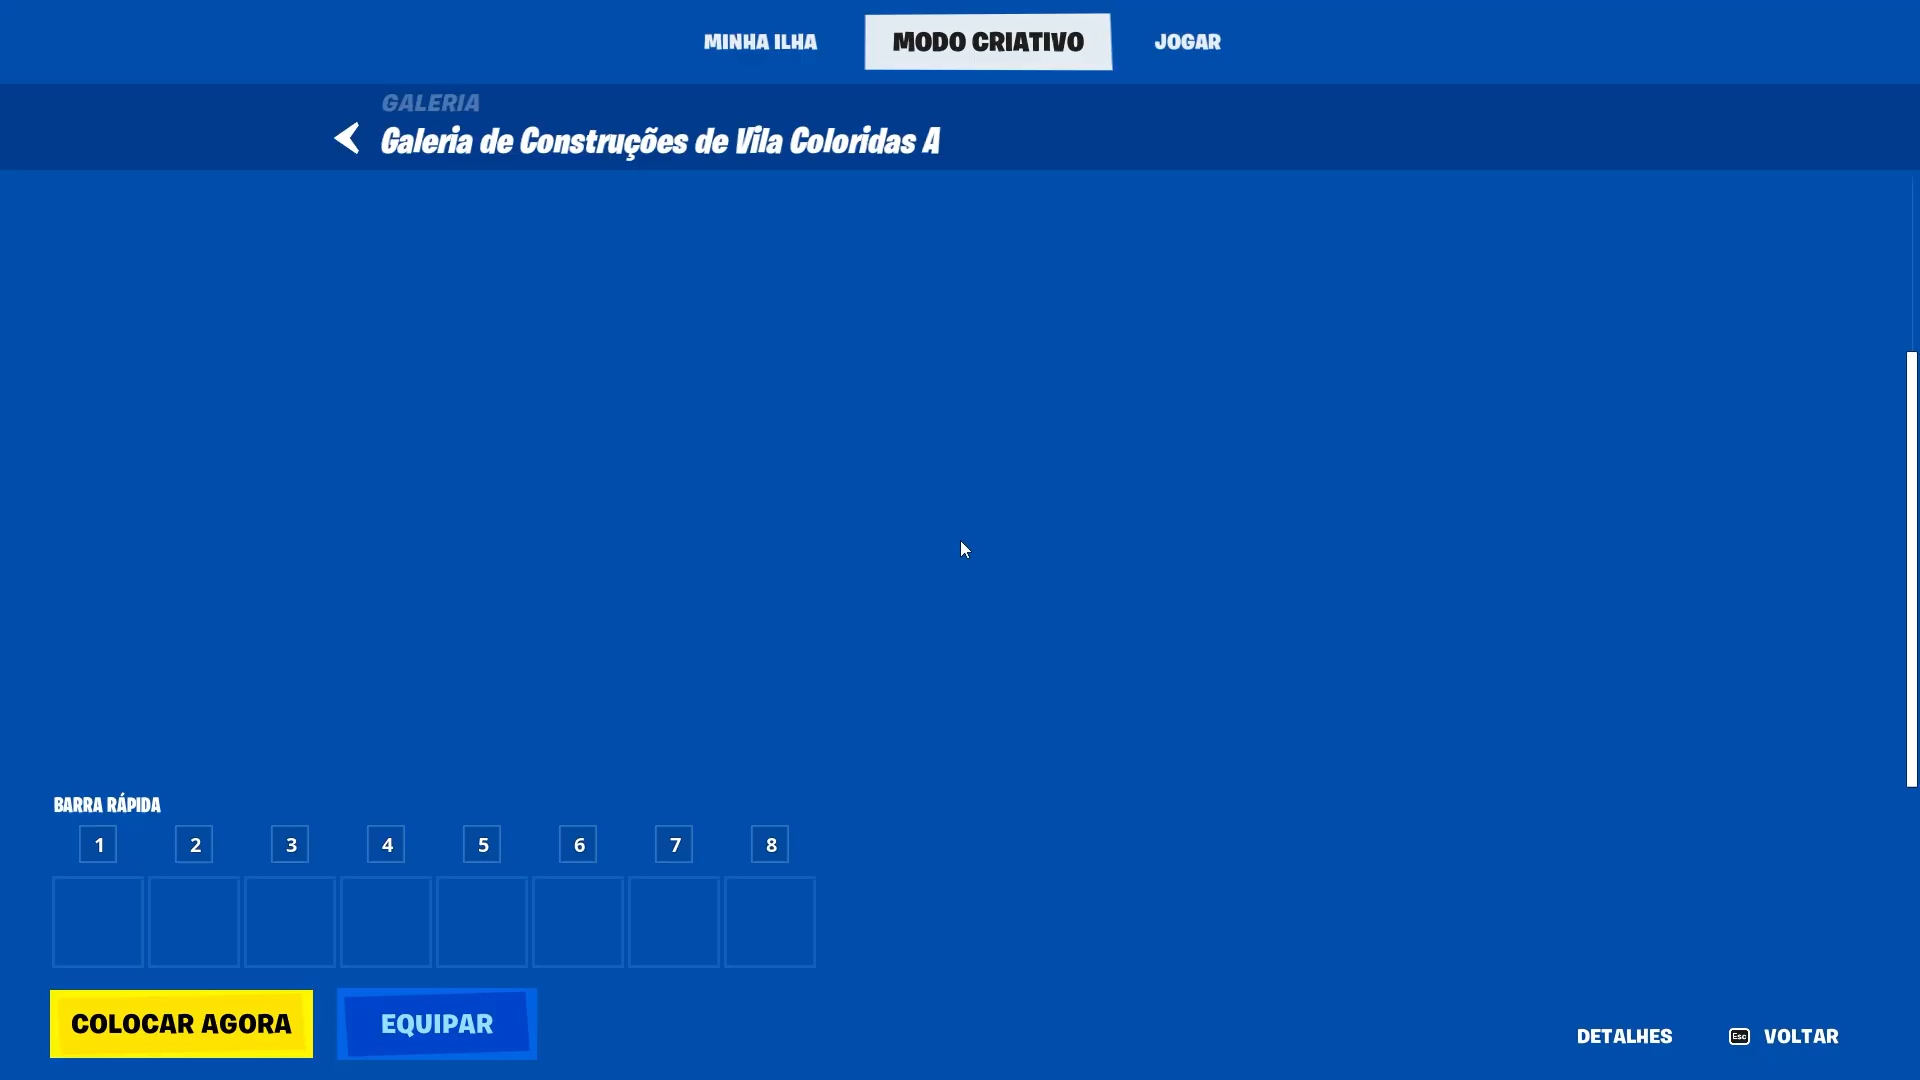 MINHA ILHA
MODO CRIATIVO
JOGAR
GALERIA
Galeria de Construções de Vila Coloridas A
BARRA RÁPIDA
1 2 3 4 5 6 7 8
COLOCAR AGORA
EQUIPAR
DETALHES
Esc VOLTAR